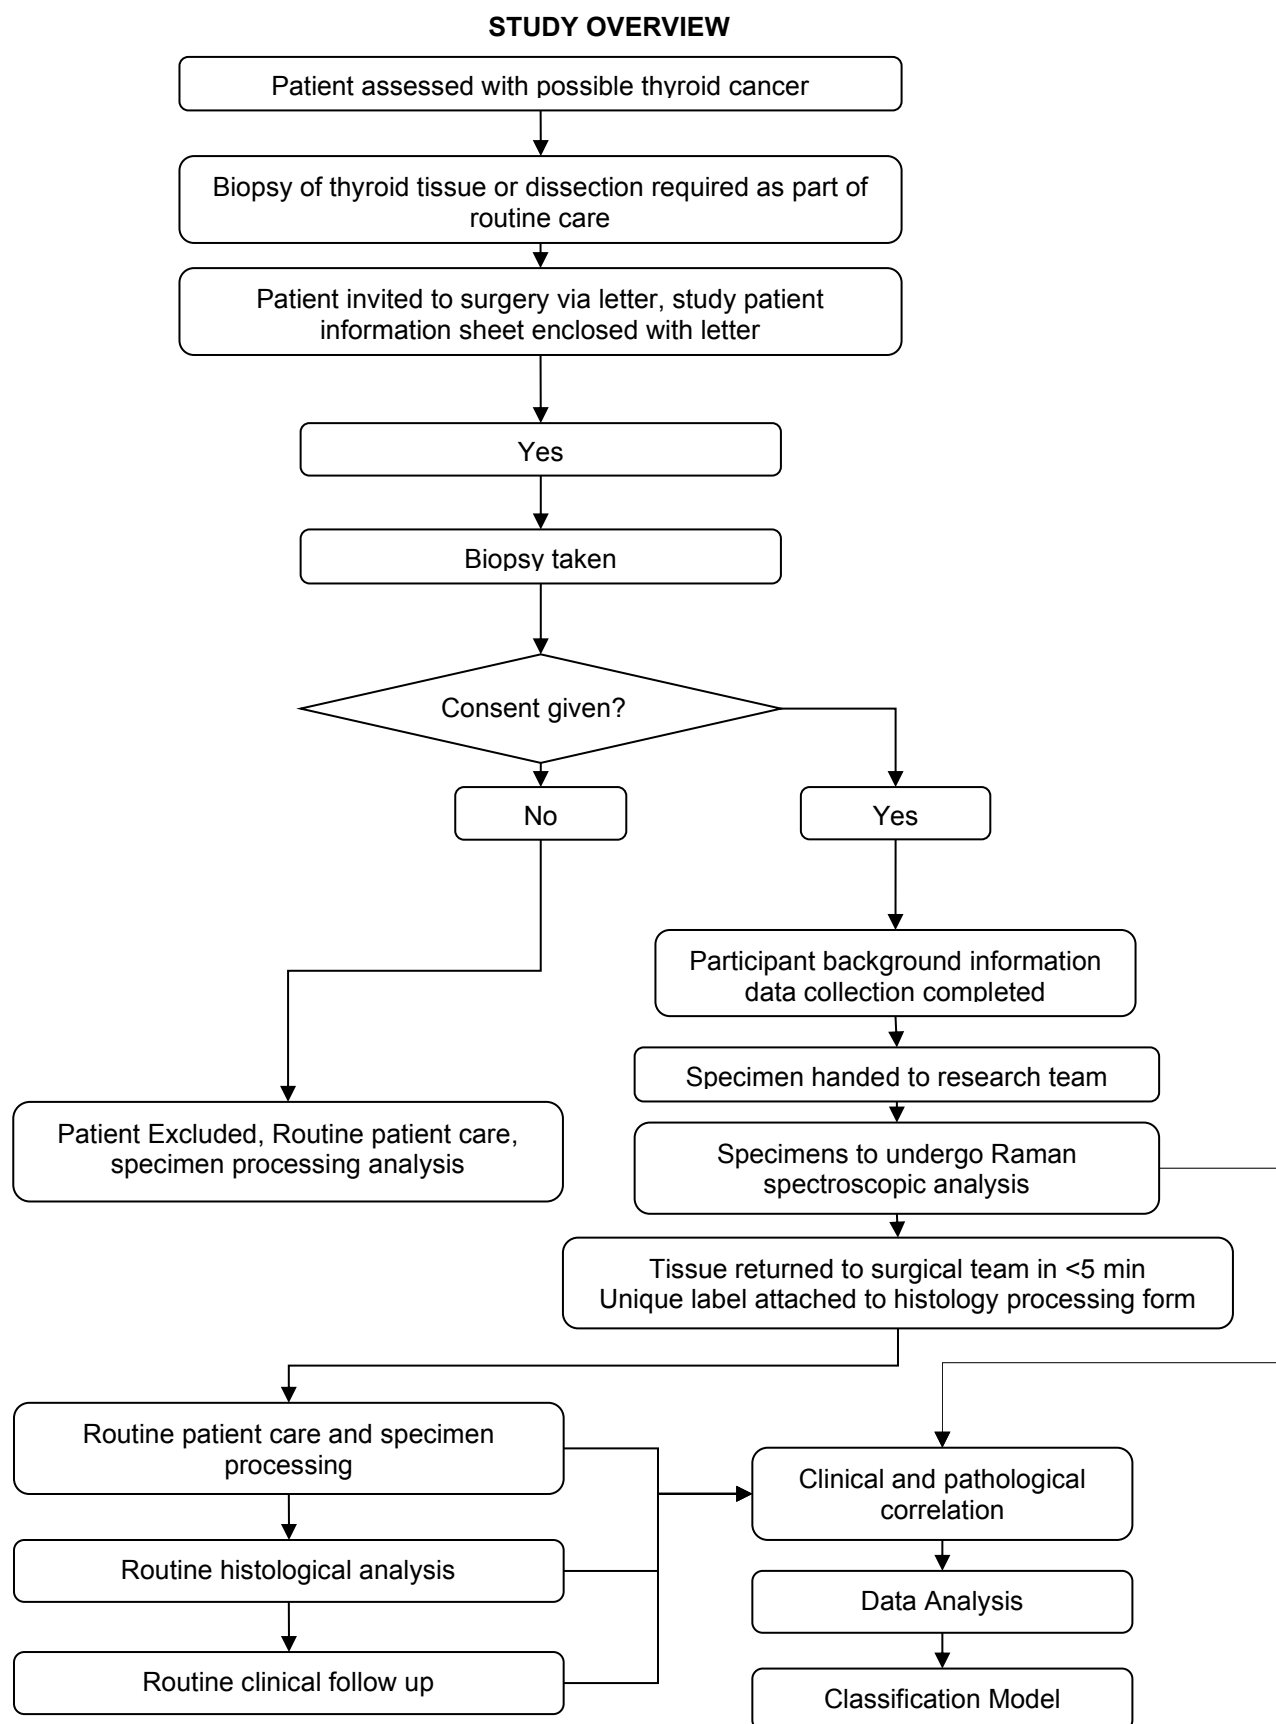 STUDY OVERVIEW
Patient assessed with possible thyroid cancer
Biopsy of thyroid tissue or dissection required as part of
routine care
Patient invited to surgery via letter, study patient
information sheet enclosed with letter
Yes
Biopsy taken
Consent given?
No
Yes
Participant background information
data collection completed
Specimen handed to research team
Patient Excluded, Routine patient care,
specimen processing analysis
Specimens to undergo Raman
spectroscopic analysis
Tissue returned to surgical team in <5 min
Unique label attached to histology processing form
Routine patient care and specimen
processing
Clinical and pathological
correlation
Routine histological analysis
Data Analysis
Routine clinical follow up
Classification Model